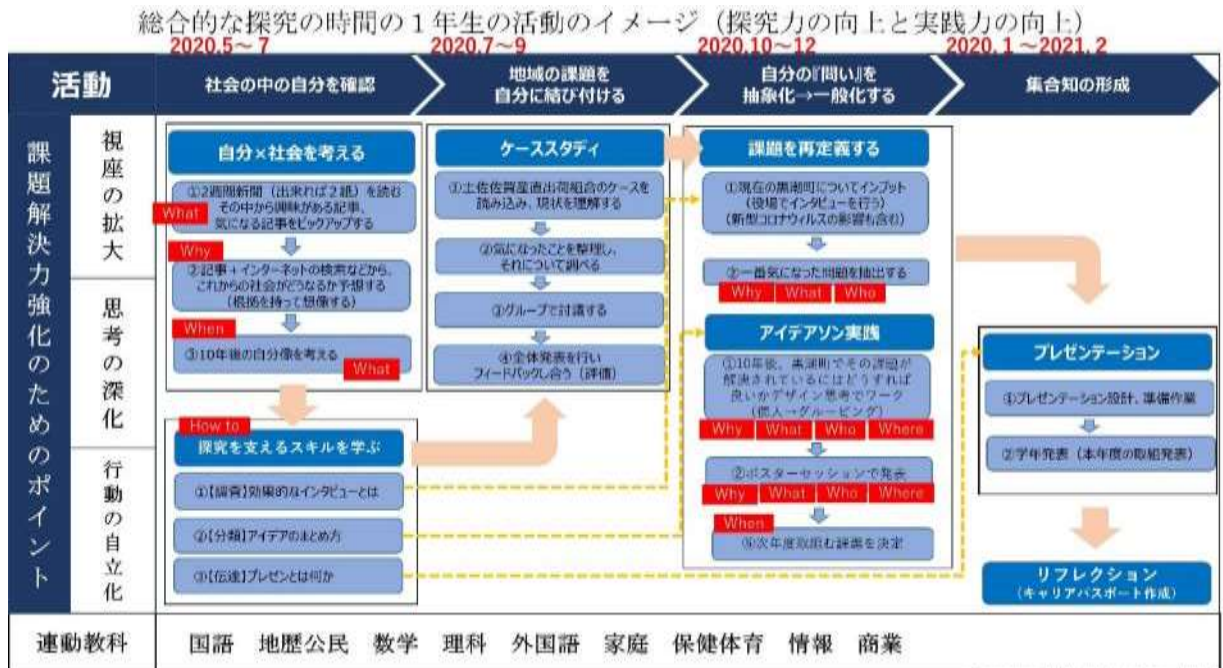 総合的な探究の時間の１年生の活動のイメージ（探究力の向上と実践力の向上）
2020.5～7
2020.7～9
2020.10～12
2020.1～2021.2
活動
社会の中の自分を確認
地域の課題を
自分に結び付ける
自分の『問い』を
抽象化→一般化する
集合知の形成
課題解決力強化のためのポイント
視座の拡大
思考の深化
行動の自立化
自分×社会を考える
①2週間新聞（出来れば２紙）を読む
その中から興味がある記事、
気になる記事をピックアップする
What
Why
②記事＋インターネットの検索などから、
これからの社会がどうなるか予想する
（根拠を持って想像する）
When
③10年後の自分像を考える
What
How to
探究を支えるスキルを学ぶ
①【調査】効果的なインタビューとは
②【分類】アイデアのまとめ方
③【伝達】プレゼンとは何か
ケーススタディ
①土佐佐賀産直出荷組合のケースを
読み込み、現状を理解する
②気になったことを整理し、
それについて調べる
③グループで討議する
④全体発表を行い
フィードバックし合う（評価）
課題を再定義する
①現在の黒潮町についてインプット
（役場でインタビューを行う）
（新型コロナウィルスの影響も含む）
②一番気になった問題を抽出する
Why What Who
アイデアソン実践
①10年後、黒潮町でその課題が
解決されているにはどうすれば
良いかデザイン思考でワーク
（個人→グルーピング）
Why What Who Where
②ポスターセッションで発表
Why What Who Where
When
次年度取組む課題を決定
プレゼンテーション
①プレゼンテーション設計、準備作業
②学年発表（本年度の取組発表）
リフレクション
（キャリアパスポート作成）
連動教科
国語 地歴公民 数学 理科 外国語 家庭 保健体育 情報 商業